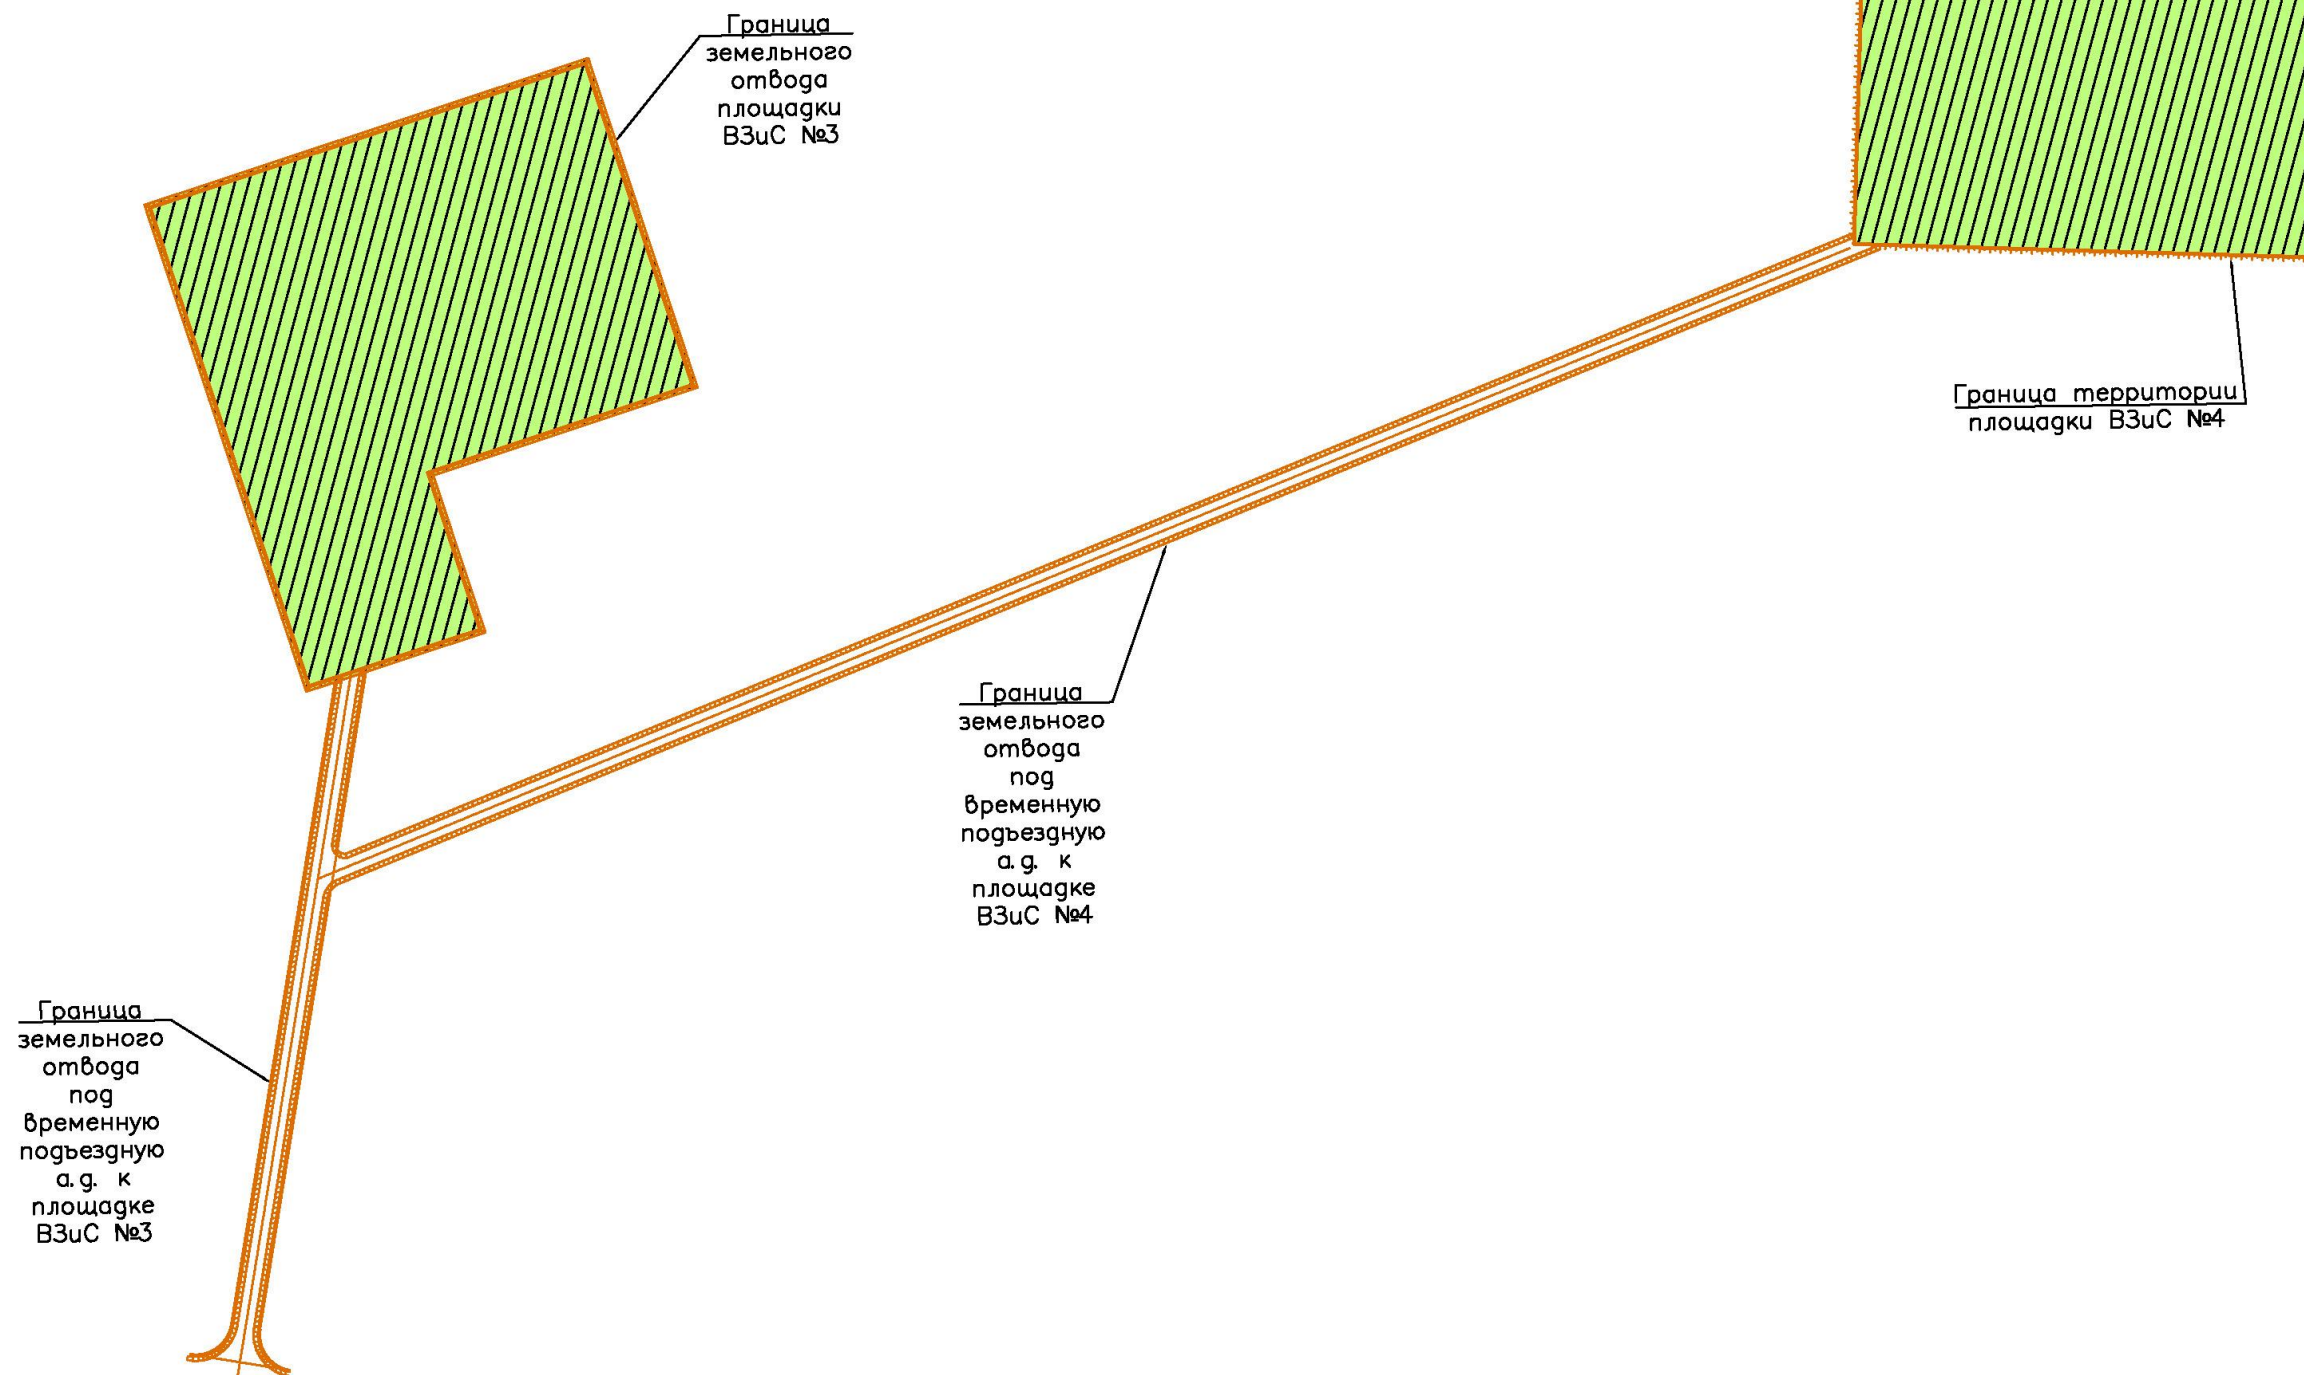 Граница
земельного
отвода
площадки
ВЗиС №3
Граница территории
площадки ВЗиС №4
Граница
земельного
отвода
под
временную
подъездную
а.д. к
площадке
ВЗиС №4
Граница
земельного
отвода
под
временную
подъездную
а.д. к
площадке
ВЗиС №3